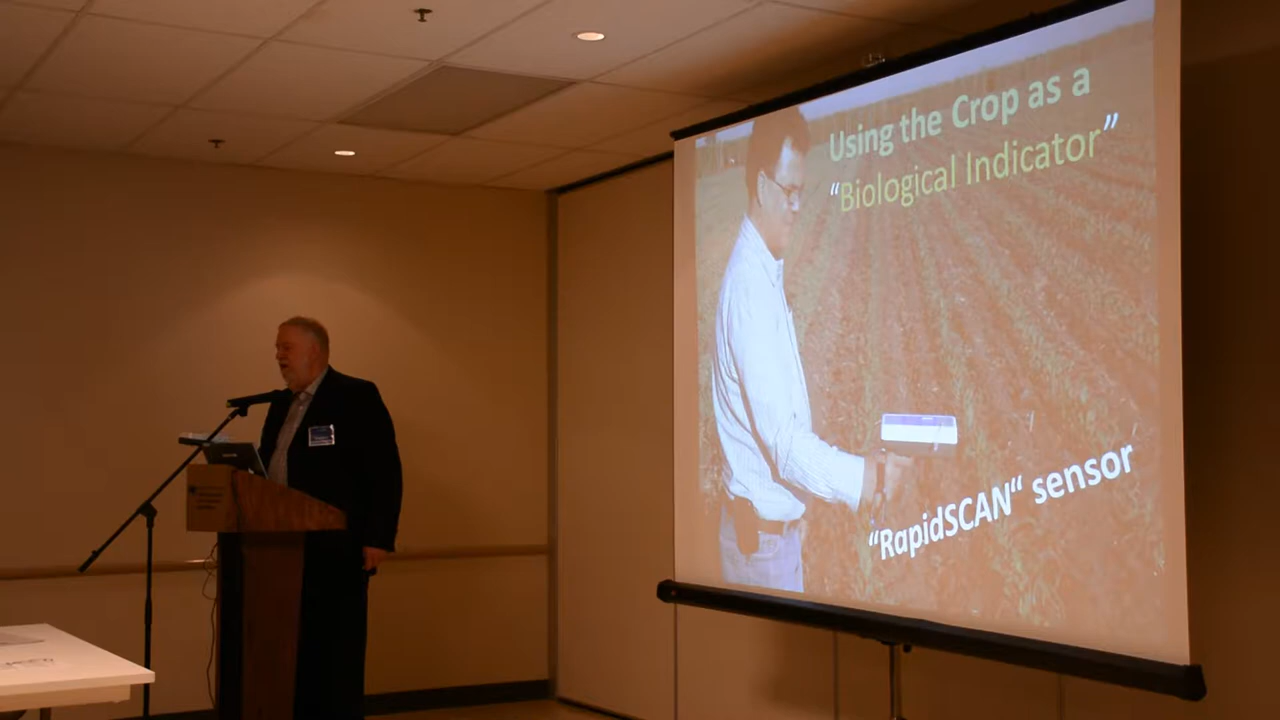 Using the Crop as a
“Biological Indicator”
“RapidSCAN“ sensor